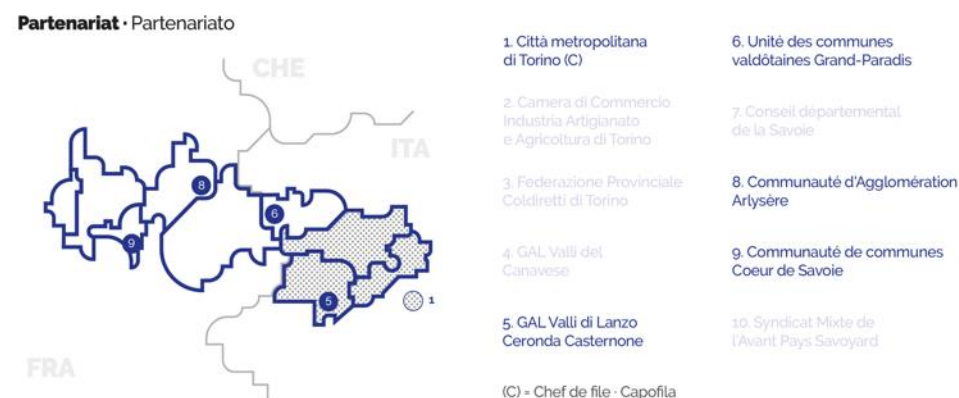 Partenariat · Partenariato
CHE
ITA
FRA
8
6
9
5
1
1. Città metropolitana
di Torino (C)
2. Camera di Commercio
Industria Artigianato
e Agricoltura di Torino
3. Federazione Provinciale
Coldiretti di Torino
4. GAL Valli del
Canavese
5. GAL Valli di Lanzo
Ceronda Casternone
(C) = Chef de file · Capofila
6. Unité des communes
valdôtaines Grand-Paradis
7. Conseil départemental
de la Savoie
8. Communauté d'Agglomération
Arlysère
9. Communauté de communes
Coeur de Savoie
10. Syndicat Mixte de
l'Avant Pays Savoyard